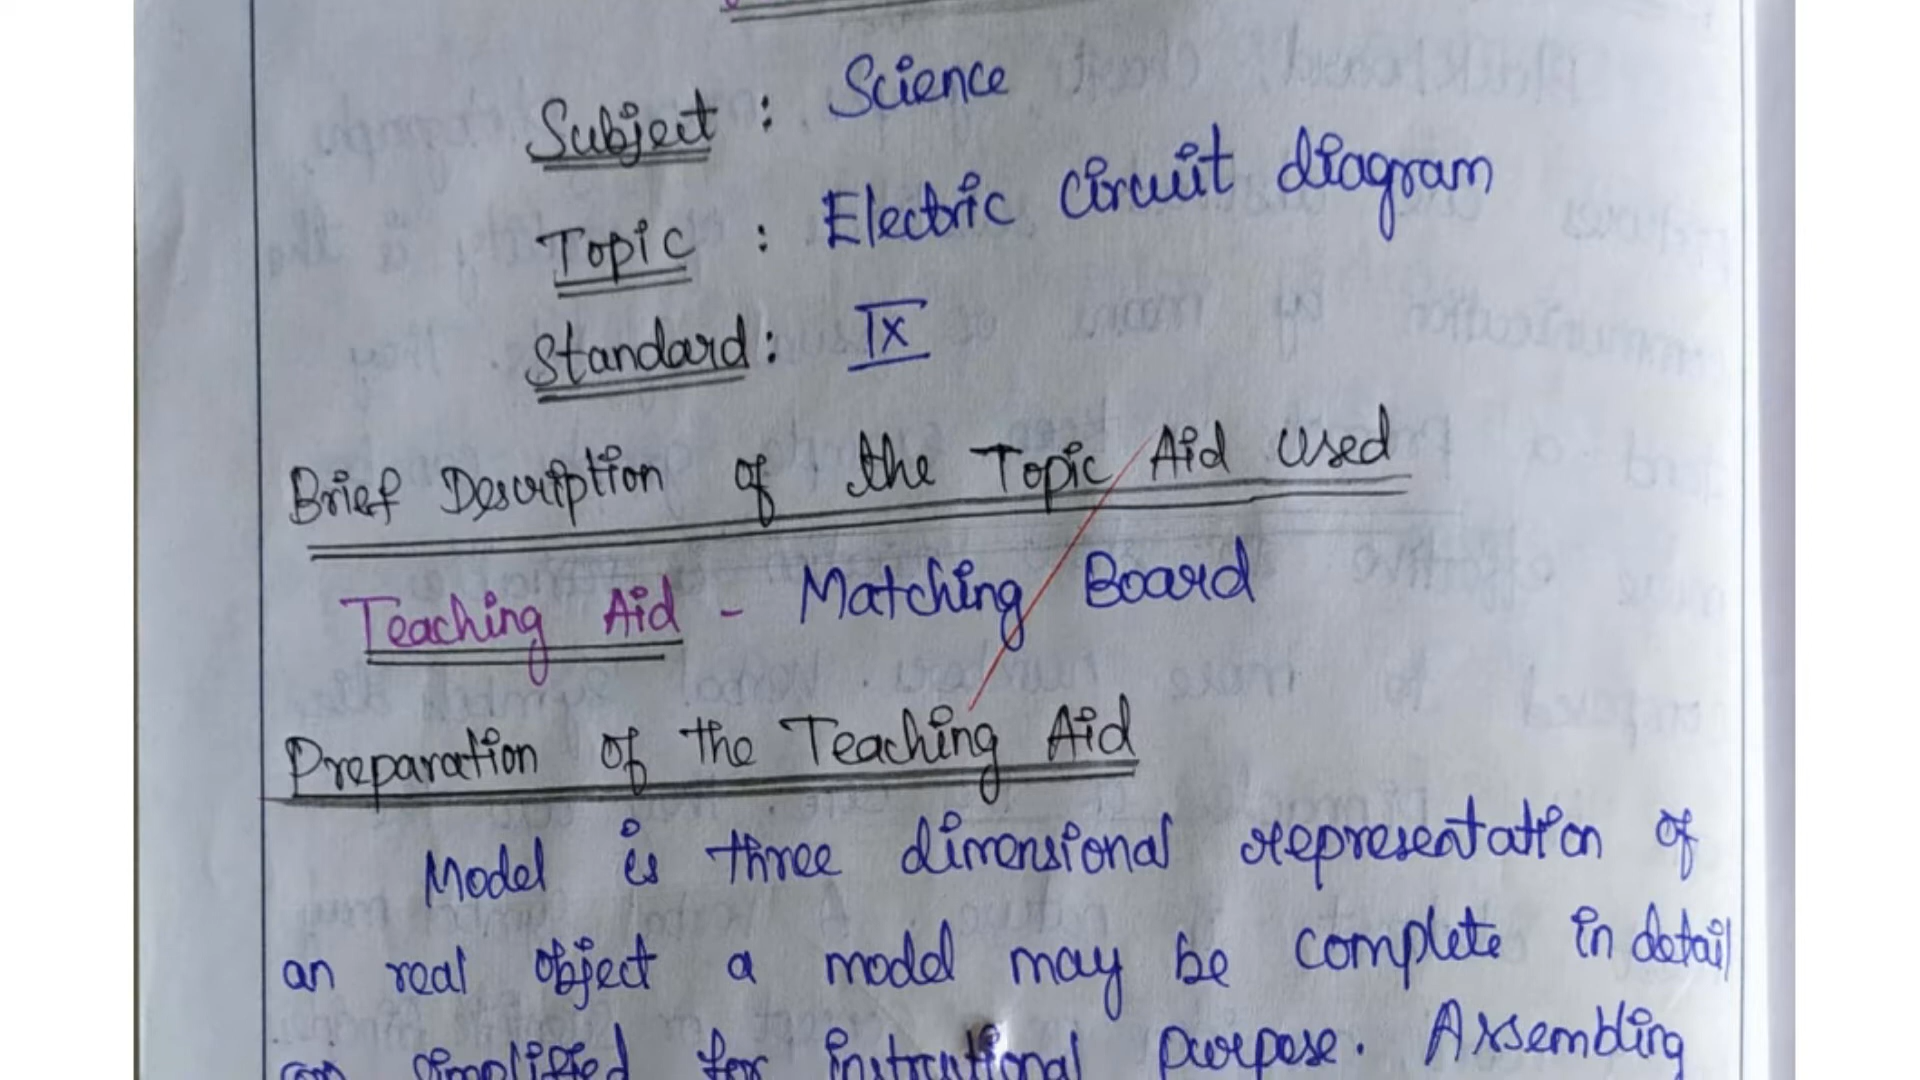 Subject : Science
Topic : Electric circuit diagram
Standard : IX
Brief Description of the Topic Aid Used
Teaching Aid - Matching Board
Preparation of the Teaching Aid
Model is three dimensional representation of
an real object a model may be complete in detail
or simplified for instructional purpose. Assembling